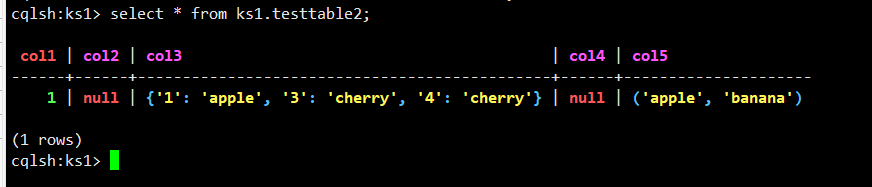 cqlsh:ks1> select * from ks1.testtable2;
col1 | col2 | col3 | col4 | col5
------+------+-----------------------------------------------+------+--------------------
1 | null | {'1': 'apple', '3': 'cherry', '4': 'cherry'} | null | ('apple', 'banana')
(1 rows)
cqlsh:ks1>